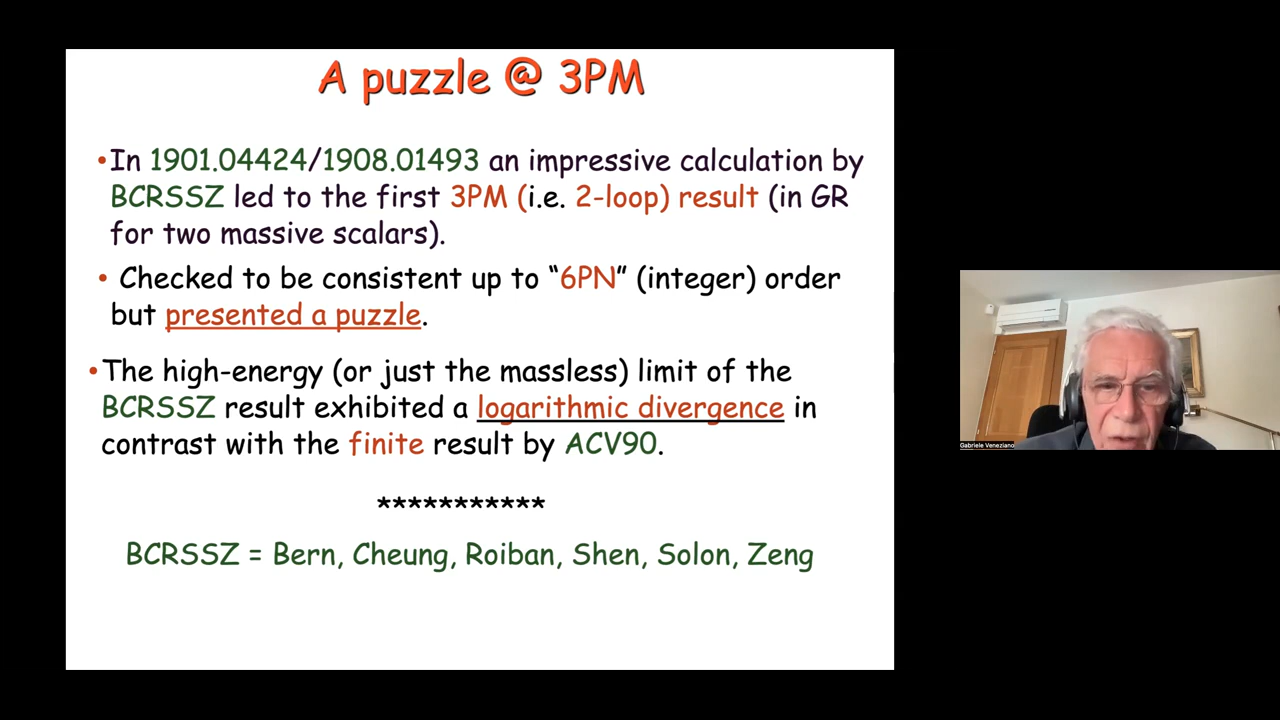 A puzzle @ 3PM
•In 1901.04424/1908.01493 an impressive calculation by
BCRSSZ led to the first 3PM (i.e. 2-loop) result (in GR
for two massive scalars).
• Checked to be consistent up to “6PN” (integer) order
but presented a puzzle.
•The high-energy (or just the massless) limit of the
BCRSSZ result exhibited a logarithmic divergence in
contrast with the finite result by ACV90.
***********
BCRSSZ = Bern, Cheung, Roiban, Shen, Solon, Zeng
Gabriele Veneziano